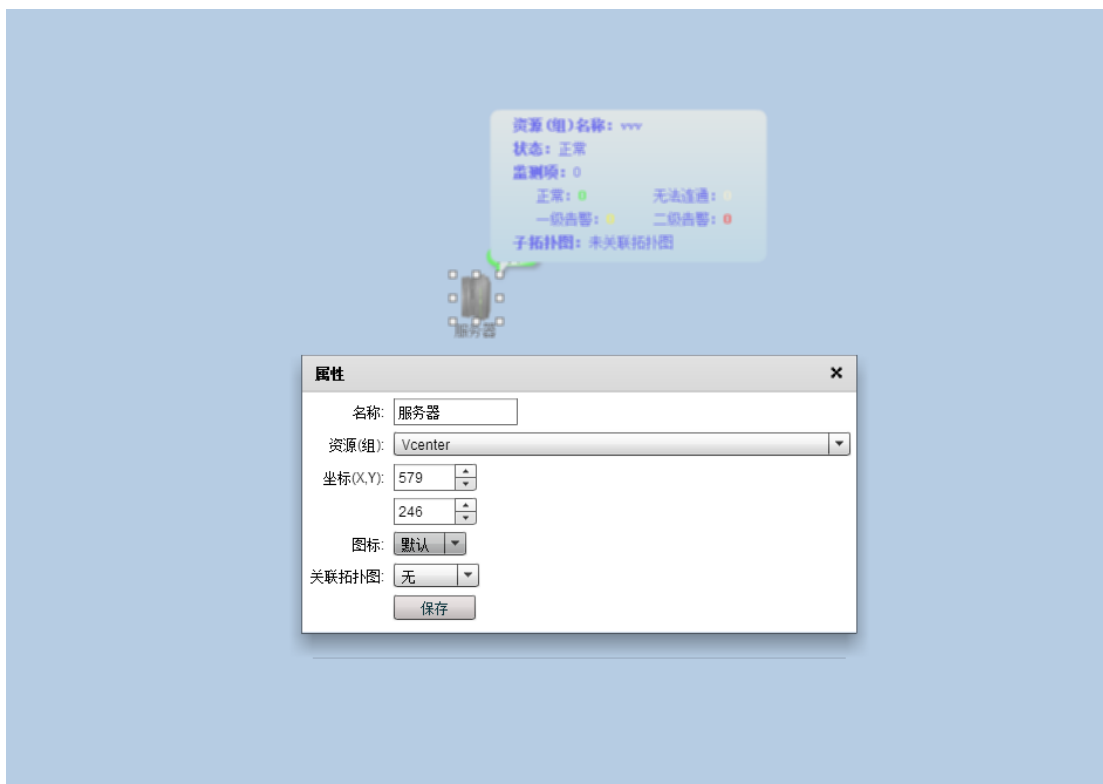 资源(组)名称: vvv
状态: 正常
监测项: 0
正常: 0 无法连通: 0
一级告警: 0 二级告警: 0
子拓扑图: 未关联拓扑图
服务器
属性
名称: 服务器
资源(组): Vcenter
坐标(X,Y): 579
246
图标: 默认
关联拓扑图: 无
保存